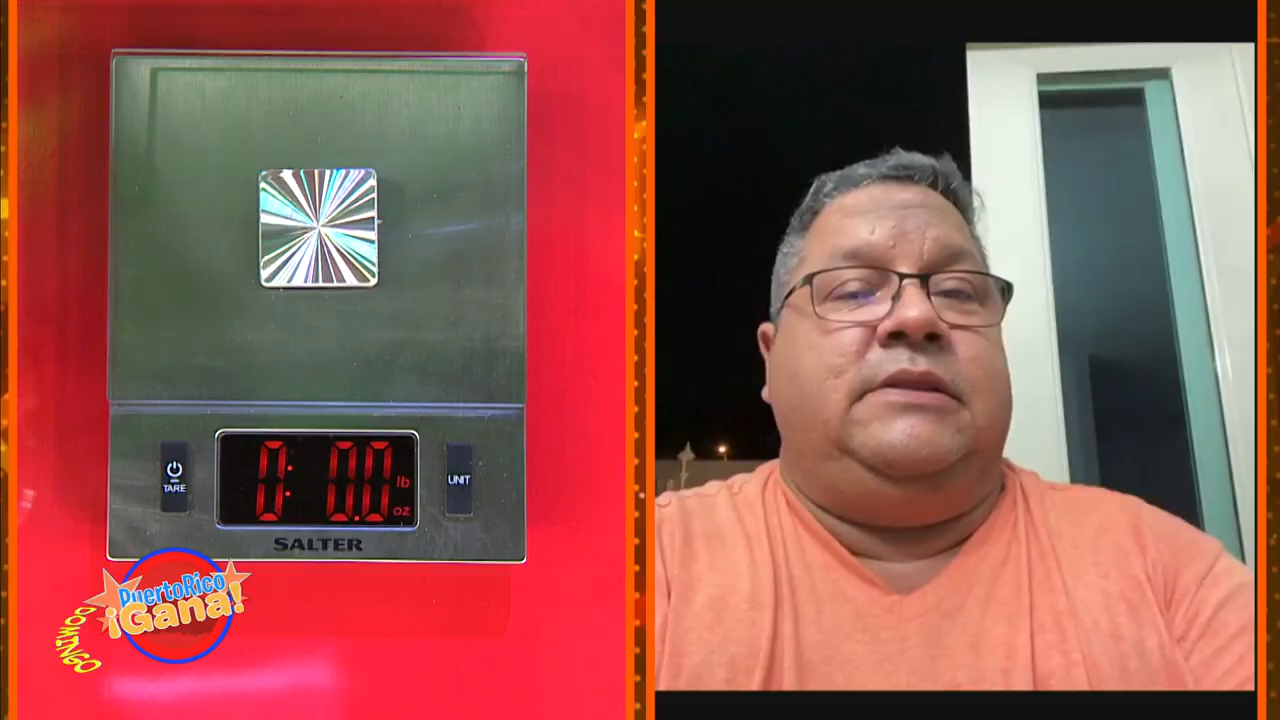 0: 0.0
lb
oz
TARE
UNIT
SALTER
PuertoRico
¡Gana!
DOMINGO